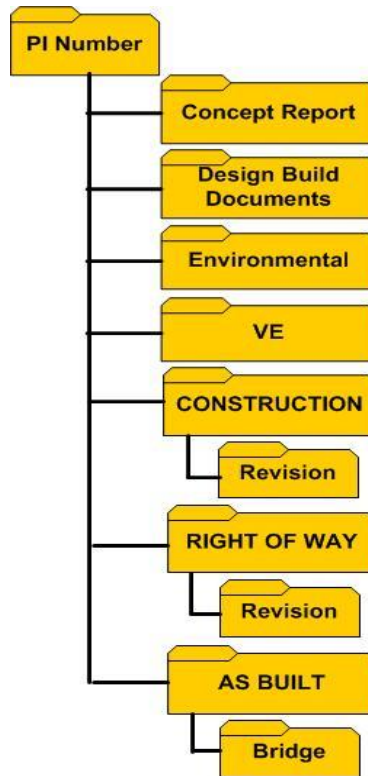 PI Number
Concept Report
Design Build
Documents
Environmental
VE
CONSTRUCTION
Revision
RIGHT OF WAY
Revision
AS BUILT
Bridge